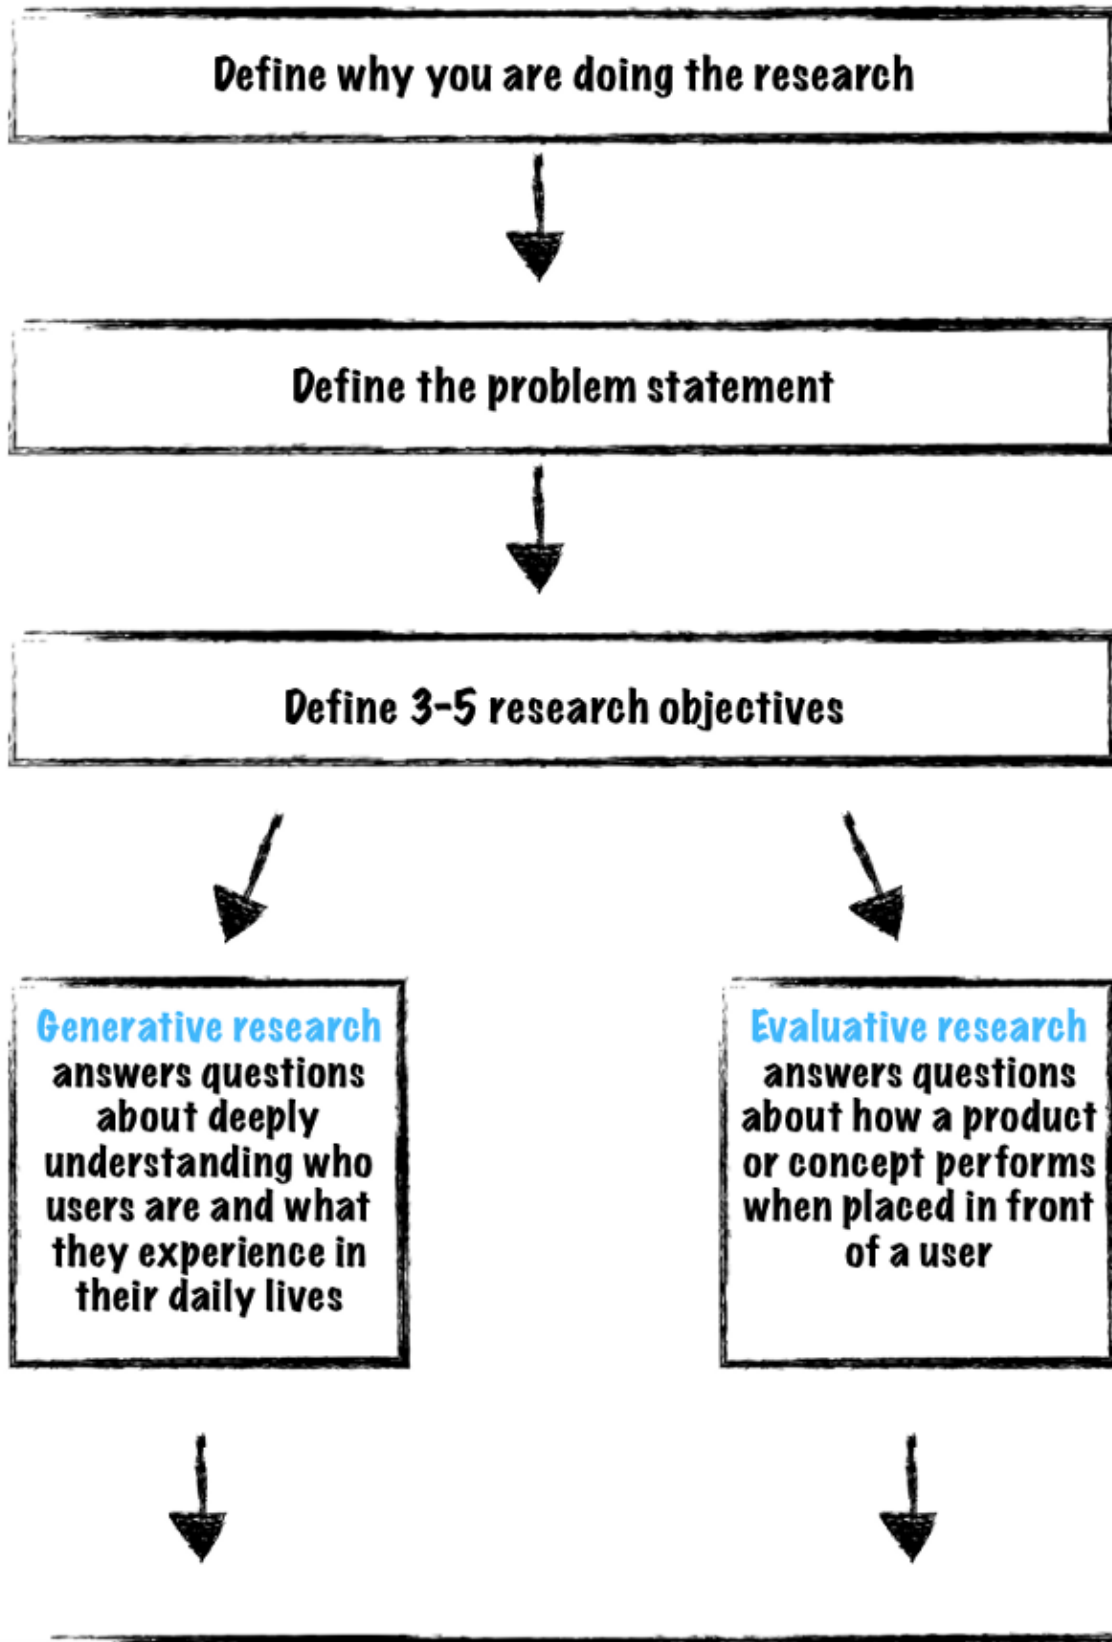 Define why you are doing the research
Define the problem statement
Define 3-5 research objectives
Generative research
answers questions
about deeply
understanding who
users are and what
they experience in
their daily lives
Evaluative research
answers questions
about how a product
or concept performs
when placed in front
of a user